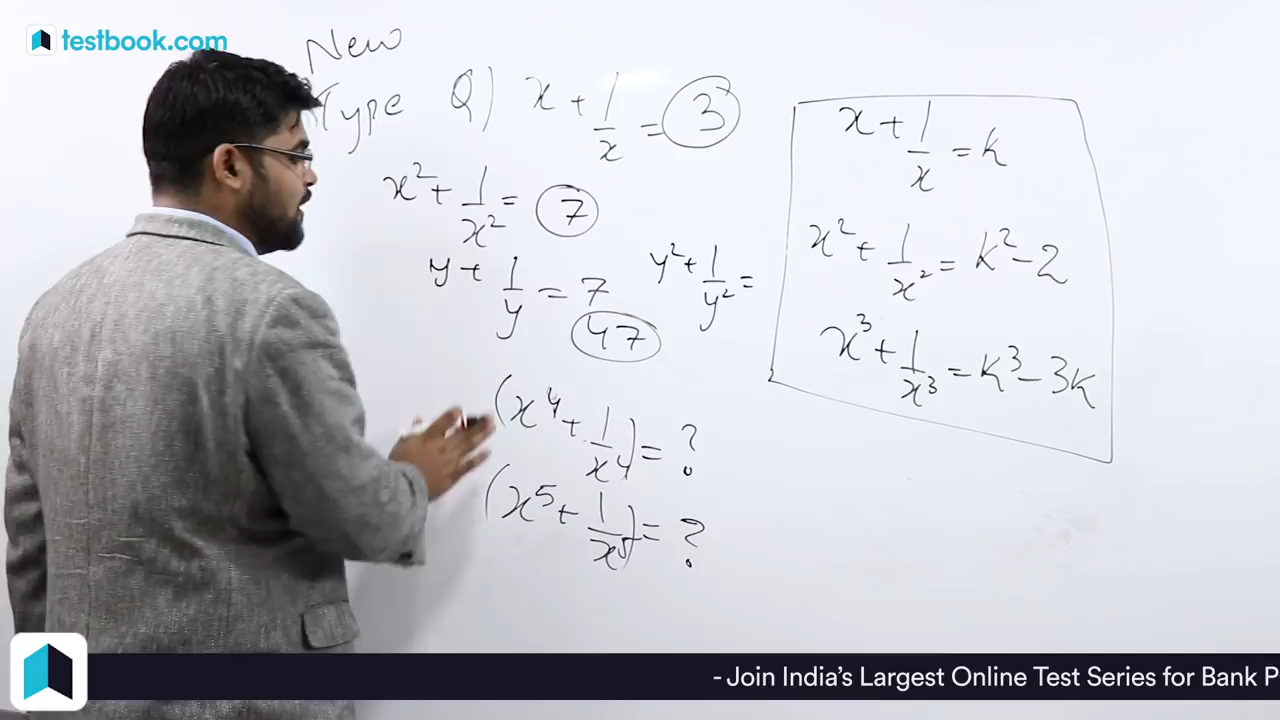 testbook.com
New
Type Q) x + 1/x = 3
x² + 1/x² = 7
y + 1/y = 7
y² + 1/y² =
47
(x⁴ + 1/x⁴) = ?
(x⁵ + 1/x⁵) = ?
x + 1/x = k
x² + 1/x² = k² - 2
x³ + 1/x³ = k³ - 3k
- Join India's Largest Online Test Series for Bank P